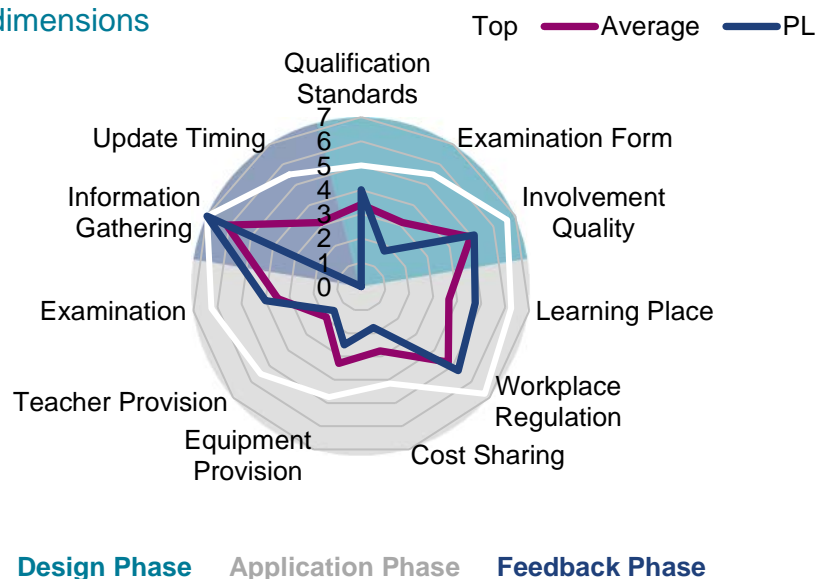 dimensions
Top Average PL
Qualification
Standards
Update Timing
Examination Form
Information
Gathering
Involvement
Quality
7
6
5
4
3
2
1
0
Examination
Learning Place
Teacher Provision
Workplace
Regulation
Equipment
Provision
Cost Sharing
Design Phase Application Phase Feedback Phase